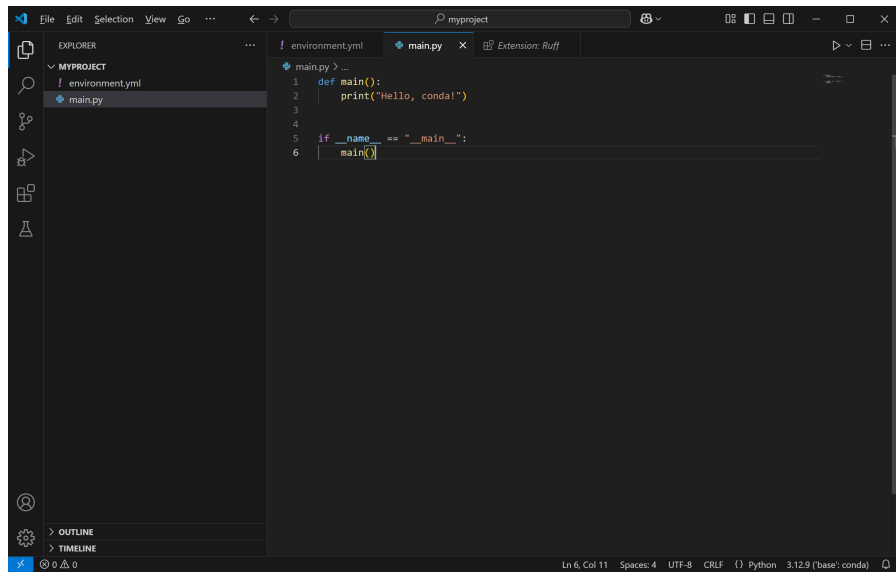 File Edit Selection View Go ··· myproject
EXPLORER ···
MYPROJECT
! environment.yml
main.py
OUTLINE
TIMELINE
! environment.yml main.py Extension: Ruff
main.py > ...
1 def main():
2 print("Hello, conda!")
3
4
5 if __name__ == "__main__":
6 main()
0 0 Ln 6, Col 11 Spaces: 4 UTF-8 CRLF {} Python 3.12.9 ('base': conda)